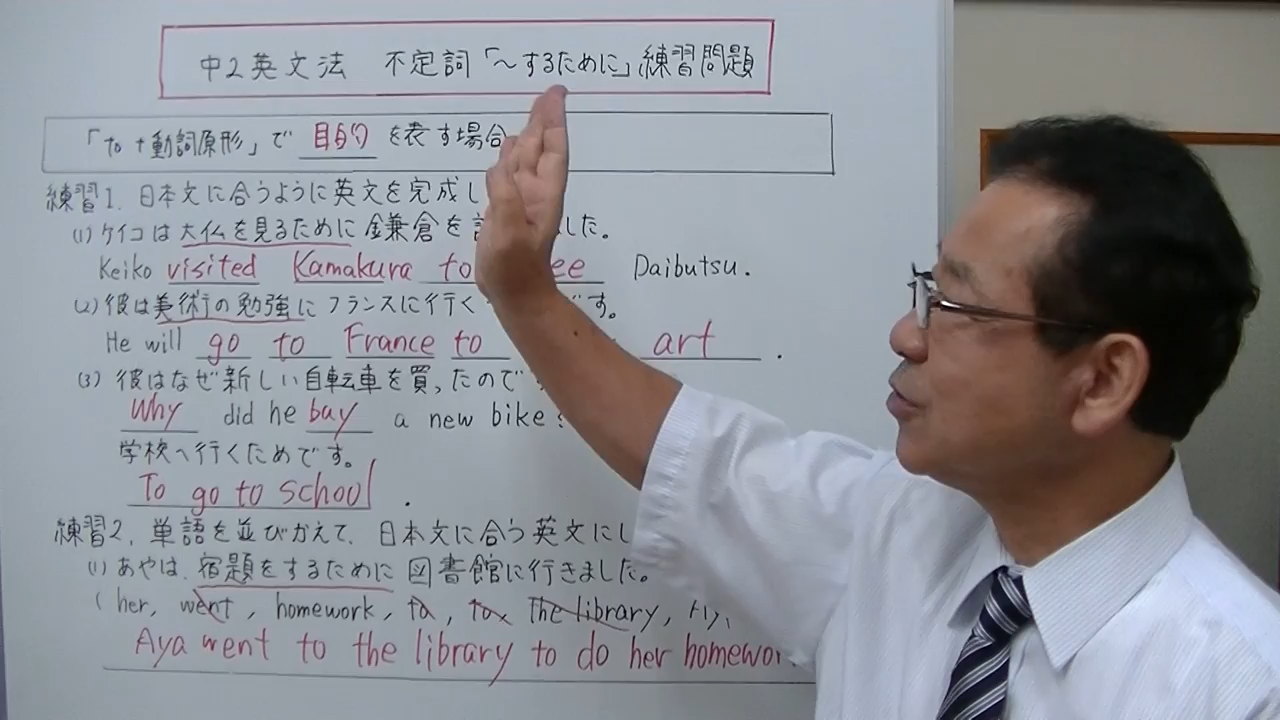 中2英文法 不定詞「～するために」練習問題
「to+動詞原形」で 目的 を表す場合
練習1. 日本文に合うように英文を完成し
(1) ケイコは大仏を見るために鎌倉を した。
Keiko visited Kamakura to ee Daibutsu.
(2) 彼は美術の勉強にフランスに行く です。
He will go to France to art .
(3) 彼はなぜ新しい自転車を買ったので
Why did he buy a new bike
学校へ行くためです。
To go to school .
練習2. 単語を並びかえて、日本文に合う英文にし
(1) あやは、宿題をするために図書館に行きました。
(her, went, homework, to, to, the library,
Aya went to the library to do her homewor